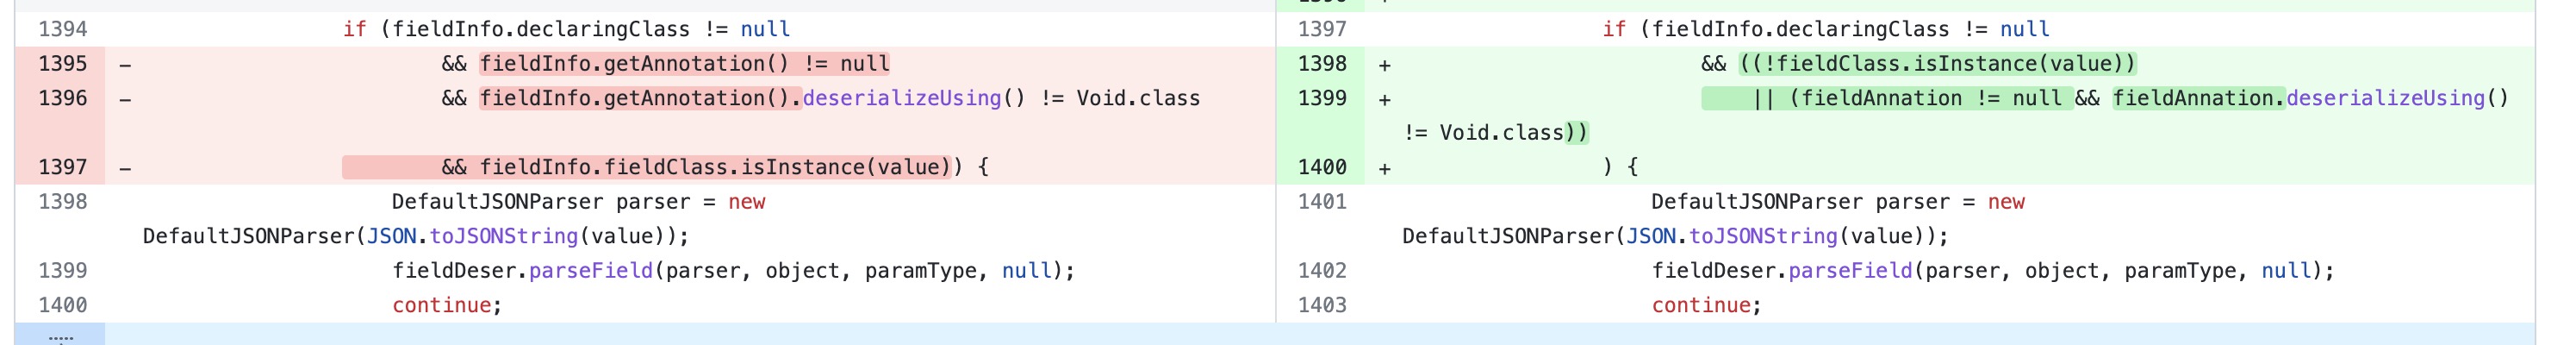 1394 if (fieldInfo.declaringClass != null
1395 - && fieldInfo.getAnnotation() != null
1396 - && fieldInfo.getAnnotation().deserializeUsing() != Void.class
1397 - && fieldInfo.fieldClass.isInstance(value)) {
1398 DefaultJSONParser parser = new
DefaultJSONParser(JSON.toJSONString(value));
1399 fieldDeser.parseField(parser, object, paramType, null);
1400 continue;
1397 if (fieldInfo.declaringClass != null
1398 + && ((!fieldClass.isInstance(value))
1399 + || (fieldAnnation != null && fieldAnnation.deserializeUsing()
!= Void.class))
1400 + ) {
1401 DefaultJSONParser parser = new
DefaultJSONParser(JSON.toJSONString(value));
1402 fieldDeser.parseField(parser, object, paramType, null);
1403 continue;